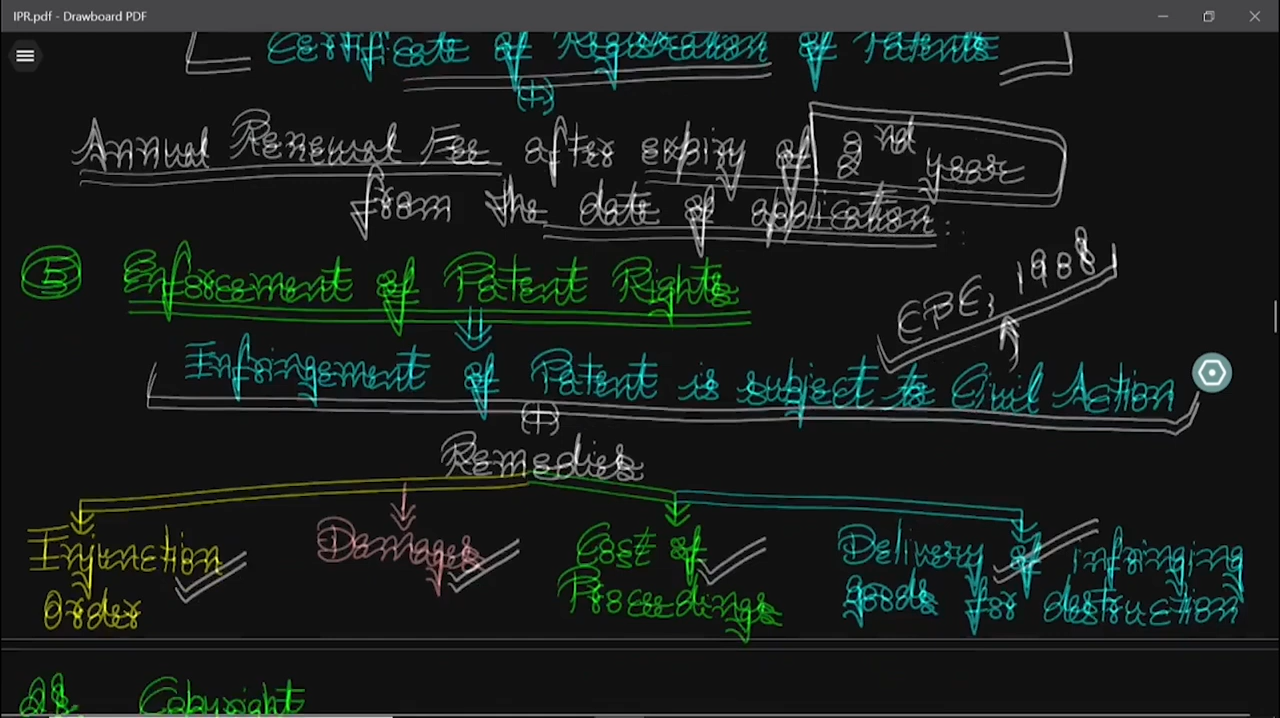 IPR.pdf - Drawboard PDF
Certificate of Registration of Patents
(+)
Annual Renewal Fee after expiry of 2nd year
from the date of application.
5 Enforcement of Patent Rights
CPC, 1908
Infringement of Patent is subject to Civil Action
(+)
Remedies
Injunction Order
Damages
Cost of Proceedings
Delivery of infringing goods for destruction
Copyright